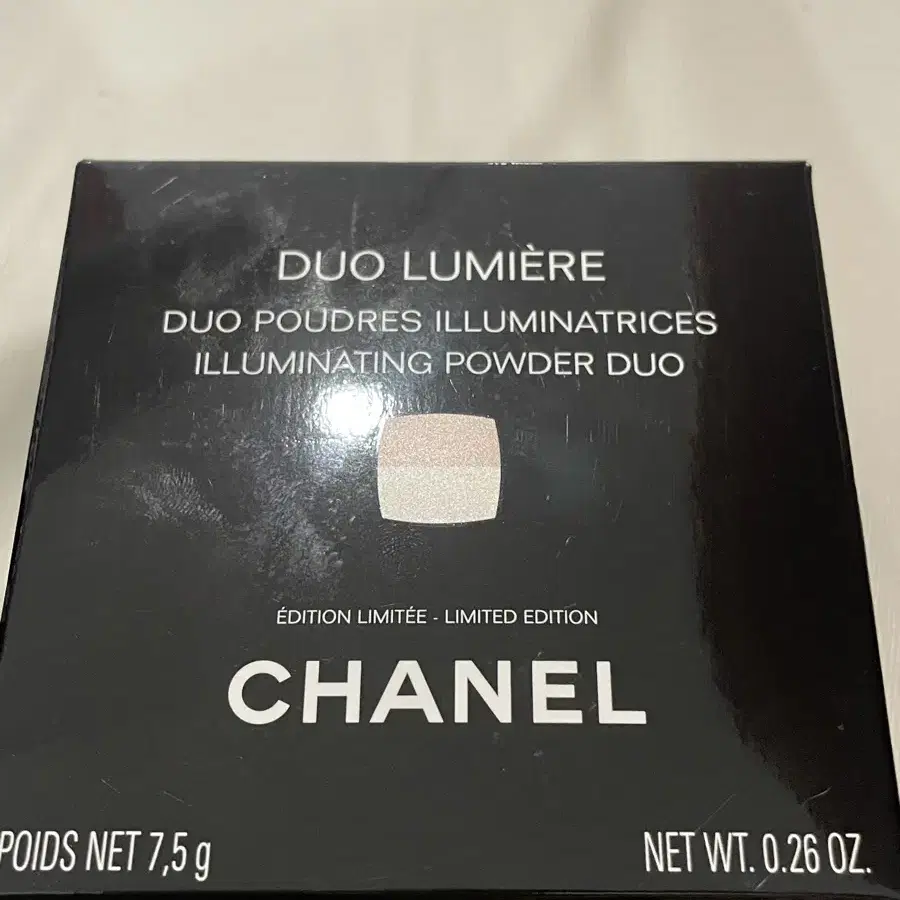 DUO LUMIÈRE
DUO POUDRES ILLUMINATRICES
ILLUMINATING POWDER DUO
ÉDITION LIMITÉE - LIMITED EDITION
CHANEL
POIDS NET 7,5 g
NET WT. 0.26 OZ.